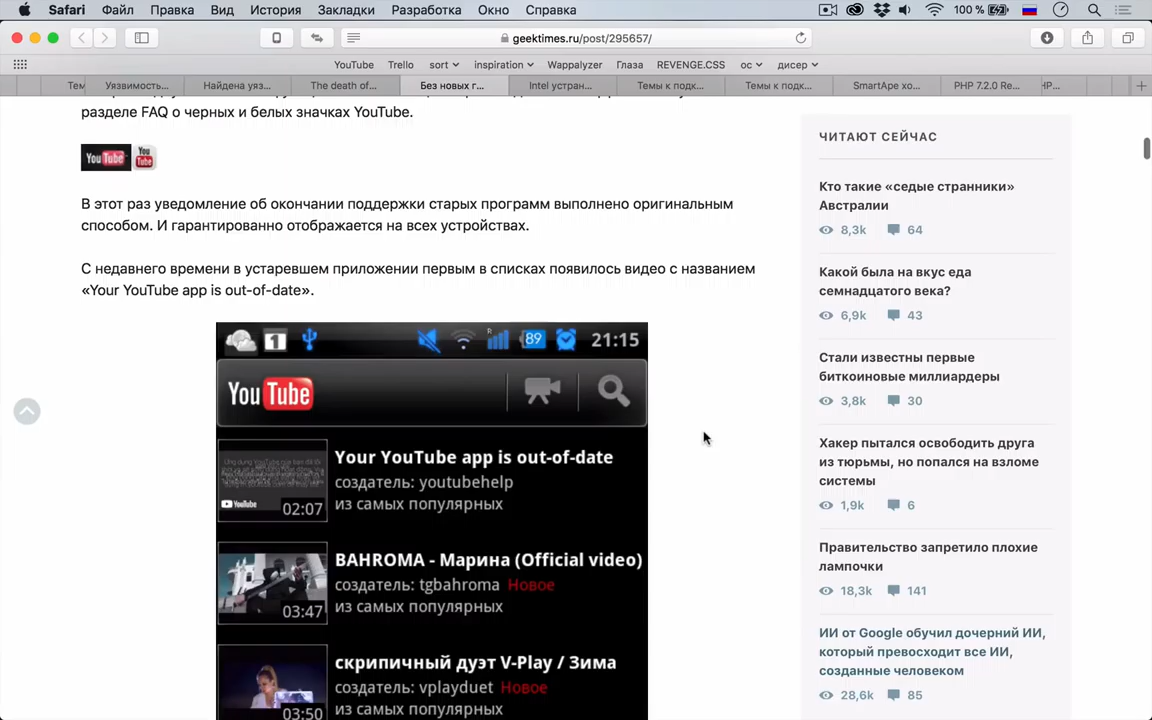 Safari Файл Правка Вид История Закладки Разработка Окно Справка 100 %
geektimes.ru/post/295657/
YouTube Trello sort inspiration Wappalyzer Глаза REVENGE.CSS ос дисер
Тем Уязвимость... Найдена уяз... The death of... Без новых г... Intel устран... Темы к подк... Темы к подк... SmartApe хо... PHP 7.2.0 Re...
разделе FAQ о черных и белых значках YouTube.
YouTube You Tube
В этот раз уведомление об окончании поддержки старых программ выполнено оригинальным
способом. И гарантированно отображается на всех устройствах.
С недавнего времени в устаревшем приложении первым в списках появилось видео с названием
«Your YouTube app is out-of-date».
1 R 89 21:15
YouTube
Your YouTube app is out-of-date
создатель: youtubehelp
из самых популярных
YouTube 02:07
BAHROMA - Марина (Official video)
создатель: tgbahroma Новое
из самых популярных
03:47
скрипичный дуэт V-Play / Зима
создатель: vplayduet Новое
из самых популярных
03:50
ЧИТАЮТ СЕЙЧАС
Кто такие «седые странники»
Австралии
8,3k 64
Какой была на вкус еда
семнадцатого века?
6,9k 43
Стали известны первые
биткоиновые миллиардеры
3,8k 30
Хакер пытался освободить друга
из тюрьмы, но попался на взломе
системы
1,9k 6
Правительство запретило плохие
лампочки
18,3k 141
ИИ от Google обучил дочерний ИИ,
который превосходит все ИИ,
созданные человеком
28,6k 85